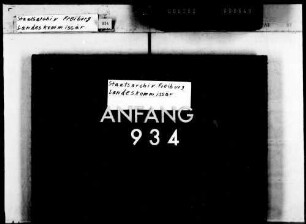 Staatsarchiv Freiburg
Landeskommissär
Staatsarchiv Freiburg
Landeskommissär
ANFANG
934